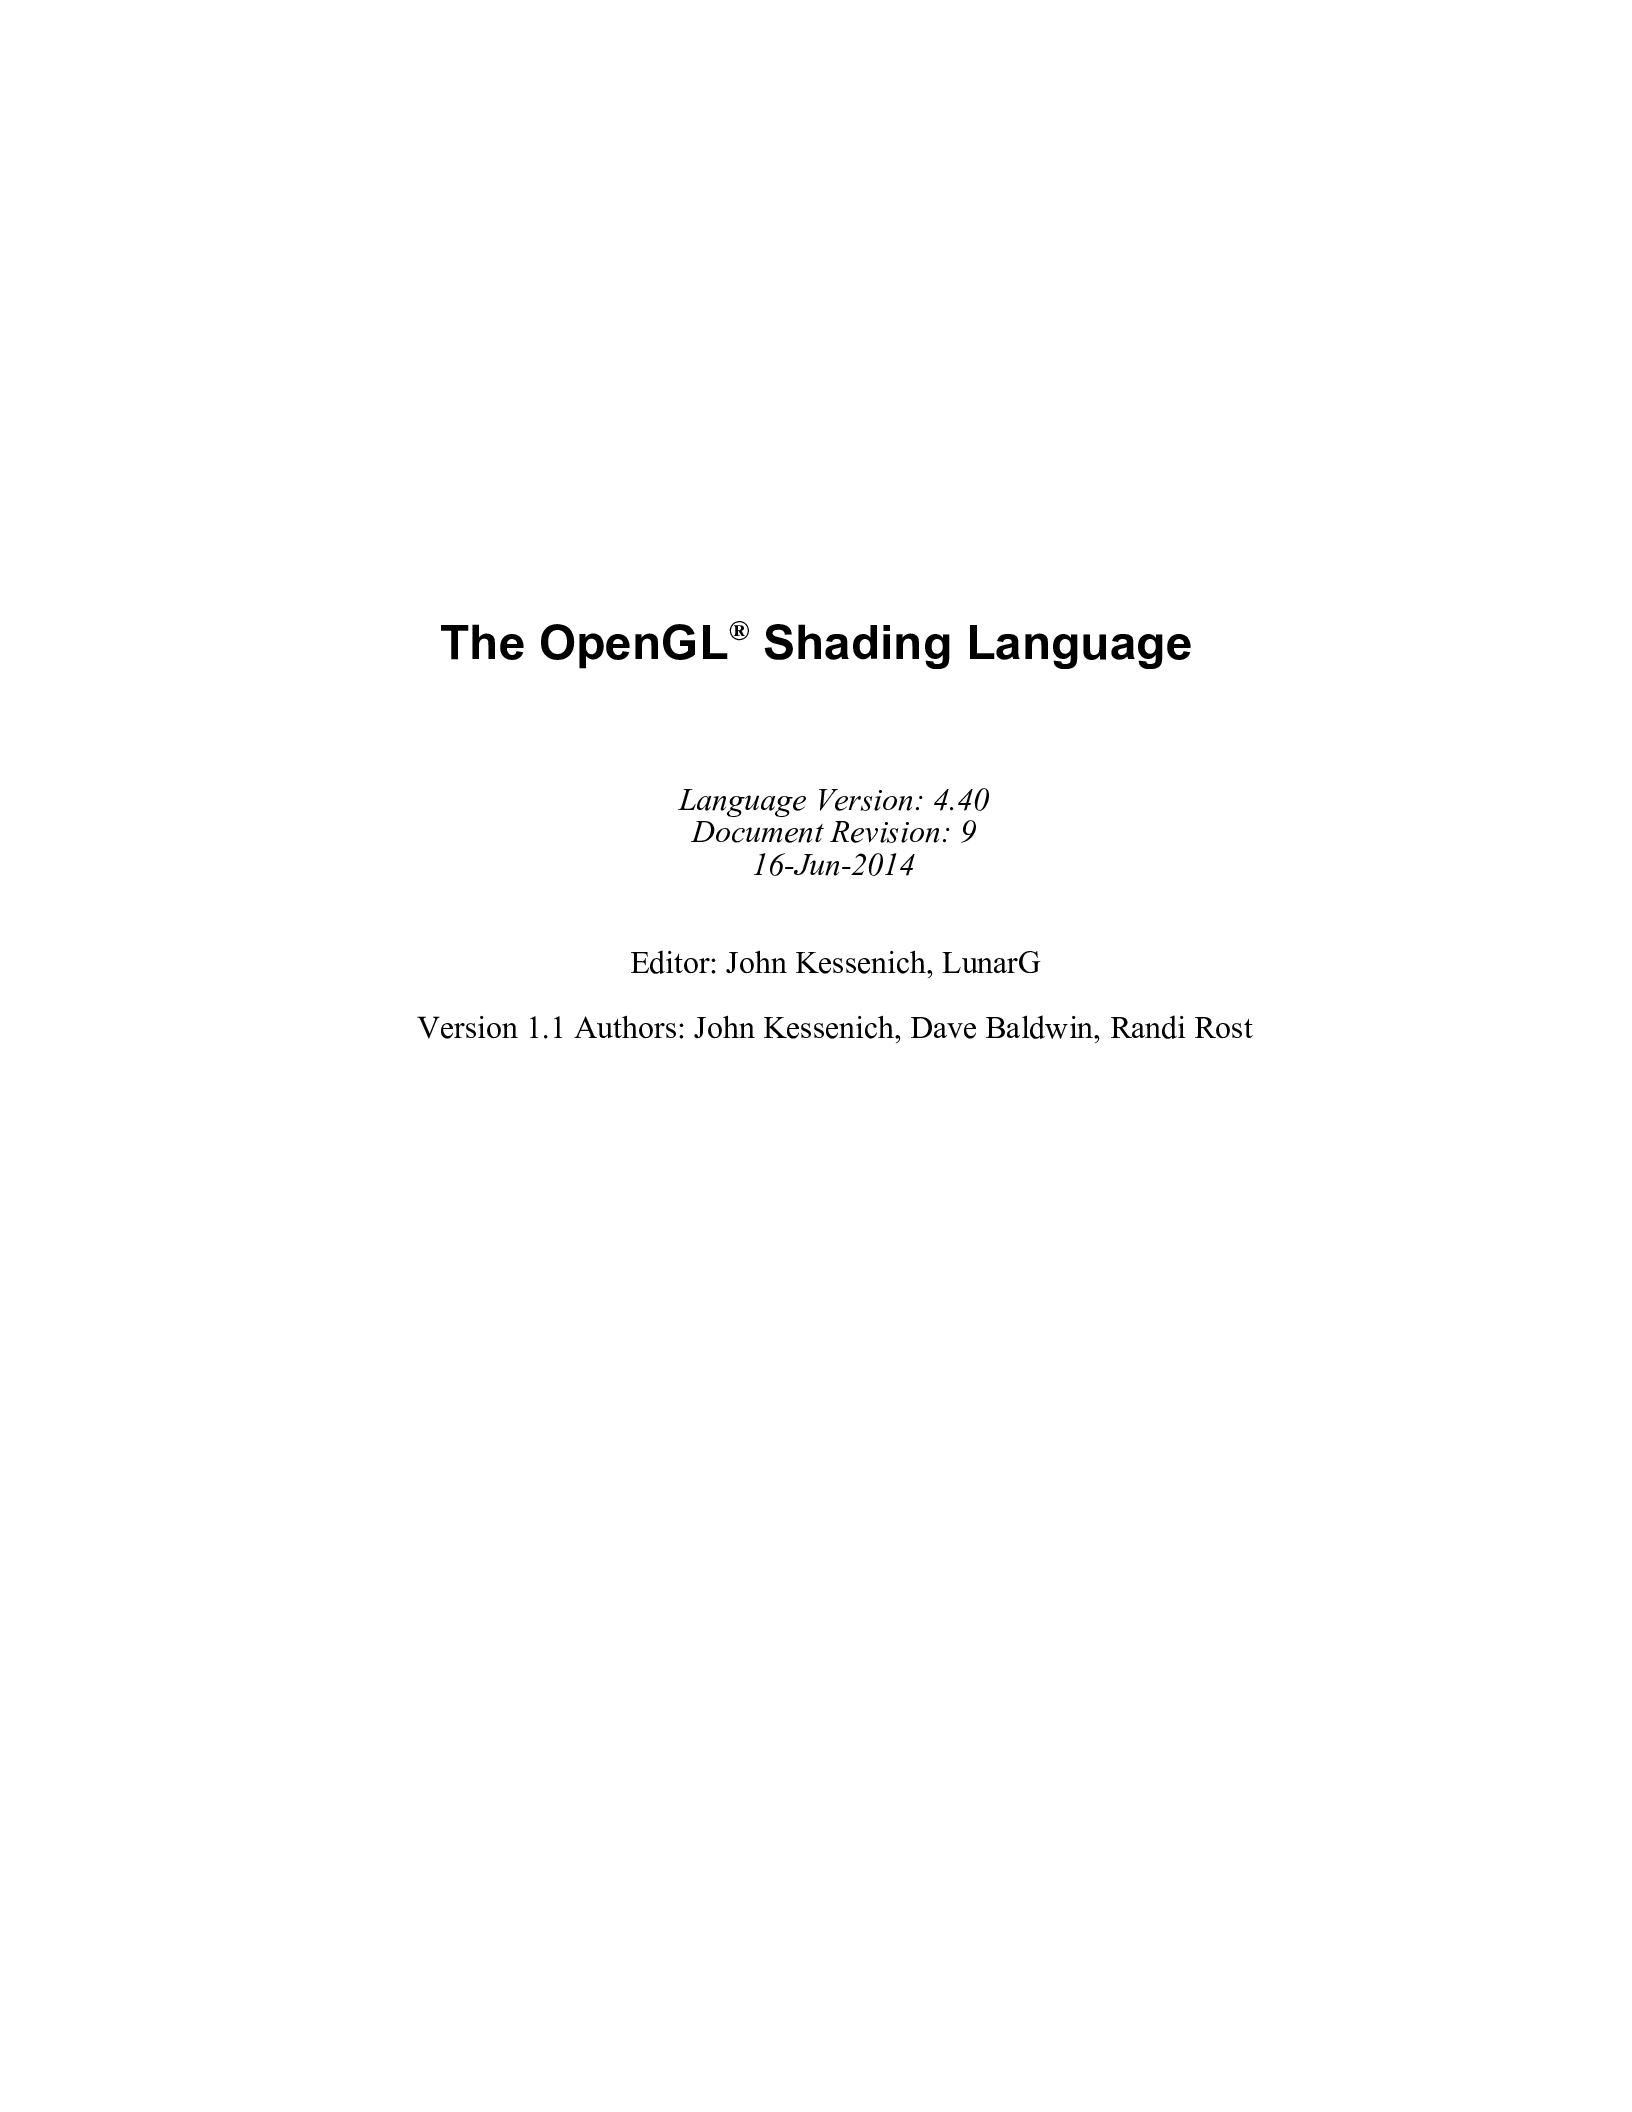 The OpenGL® Shading Language
Language Version: 4.40
Document Revision: 9
16-Jun-2014
Editor: John Kessenich, LunarG
Version 1.1 Authors: John Kessenich, Dave Baldwin, Randi Rost